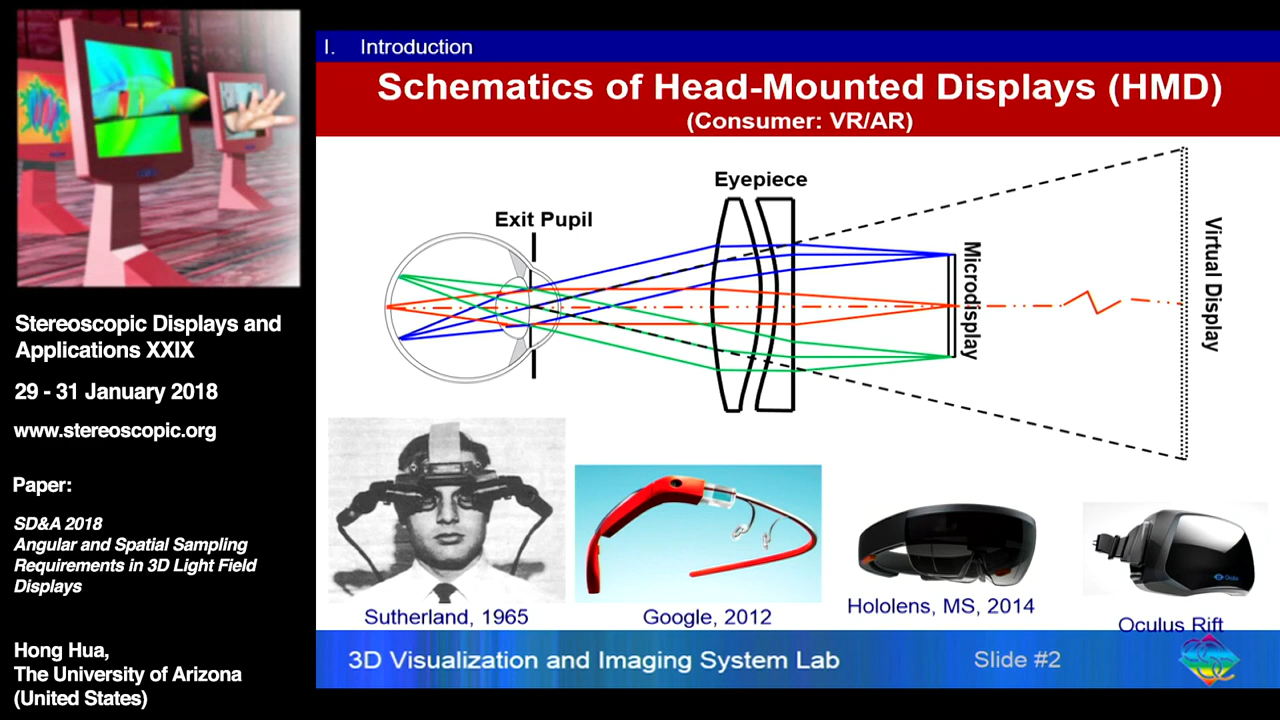 Stereoscopic Displays and
Applications XXIX
29 - 31 January 2018
www.stereoscopic.org
Paper:
SD&A 2018
Angular and Spatial Sampling
Requirements in 3D Light Field
Displays
Hong Hua,
The University of Arizona
(United States)
I. Introduction
Schematics of Head-Mounted Displays (HMD)
(Consumer: VR/AR)
Eyepiece
Exit Pupil
Microdisplay
Virtual Display
Sutherland, 1965
Google, 2012
Hololens, MS, 2014
Oculus Rift
3D Visualization and Imaging System Lab
Slide #2